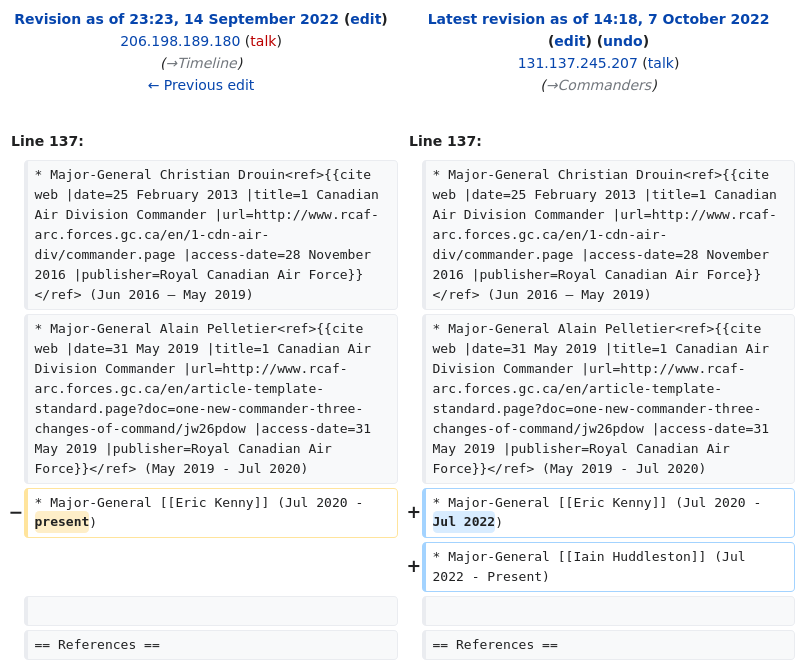 Revision as of 23:23, 14 September 2022 (edit)
206.198.189.180 (talk)
(→Timeline)
← Previous edit
Latest revision as of 14:18, 7 October 2022
(edit) (undo)
131.137.245.207 (talk)
(→Commanders)
Line 137:
Line 137:
* Major-General Christian Drouin<ref>{{cite
web |date=25 February 2013 |title=1 Canadian
Air Division Commander |url=http://www.rcaf-
arc.forces.gc.ca/en/1-cdn-air-
div/commander.page |access-date=28 November
2016 |publisher=Royal Canadian Air Force}}
</ref> (Jun 2016 – May 2019)
* Major-General Christian Drouin<ref>{{cite
web |date=25 February 2013 |title=1 Canadian
Air Division Commander |url=http://www.rcaf-
arc.forces.gc.ca/en/1-cdn-air-
div/commander.page |access-date=28 November
2016 |publisher=Royal Canadian Air Force}}
</ref> (Jun 2016 – May 2019)
* Major-General Alain Pelletier<ref>{{cite
web |date=31 May 2019 |title=1 Canadian Air
Division Commander |url=http://www.rcaf-
arc.forces.gc.ca/en/article-template-
standard.page?doc=one-new-commander-three-
changes-of-command/jw26pdow |access-date=31
May 2019 |publisher=Royal Canadian Air
Force}}</ref> (May 2019 - Jul 2020)
* Major-General Alain Pelletier<ref>{{cite
web |date=31 May 2019 |title=1 Canadian Air
Division Commander |url=http://www.rcaf-
arc.forces.gc.ca/en/article-template-
standard.page?doc=one-new-commander-three-
changes-of-command/jw26pdow |access-date=31
May 2019 |publisher=Royal Canadian Air
Force}}</ref> (May 2019 - Jul 2020)
− * Major-General [[Eric Kenny]] (Jul 2020 -
present)
+ * Major-General [[Eric Kenny]] (Jul 2020 -
Jul 2022)
+ * Major-General [[Iain Huddleston]] (Jul
2022 - Present)
== References ==
== References ==